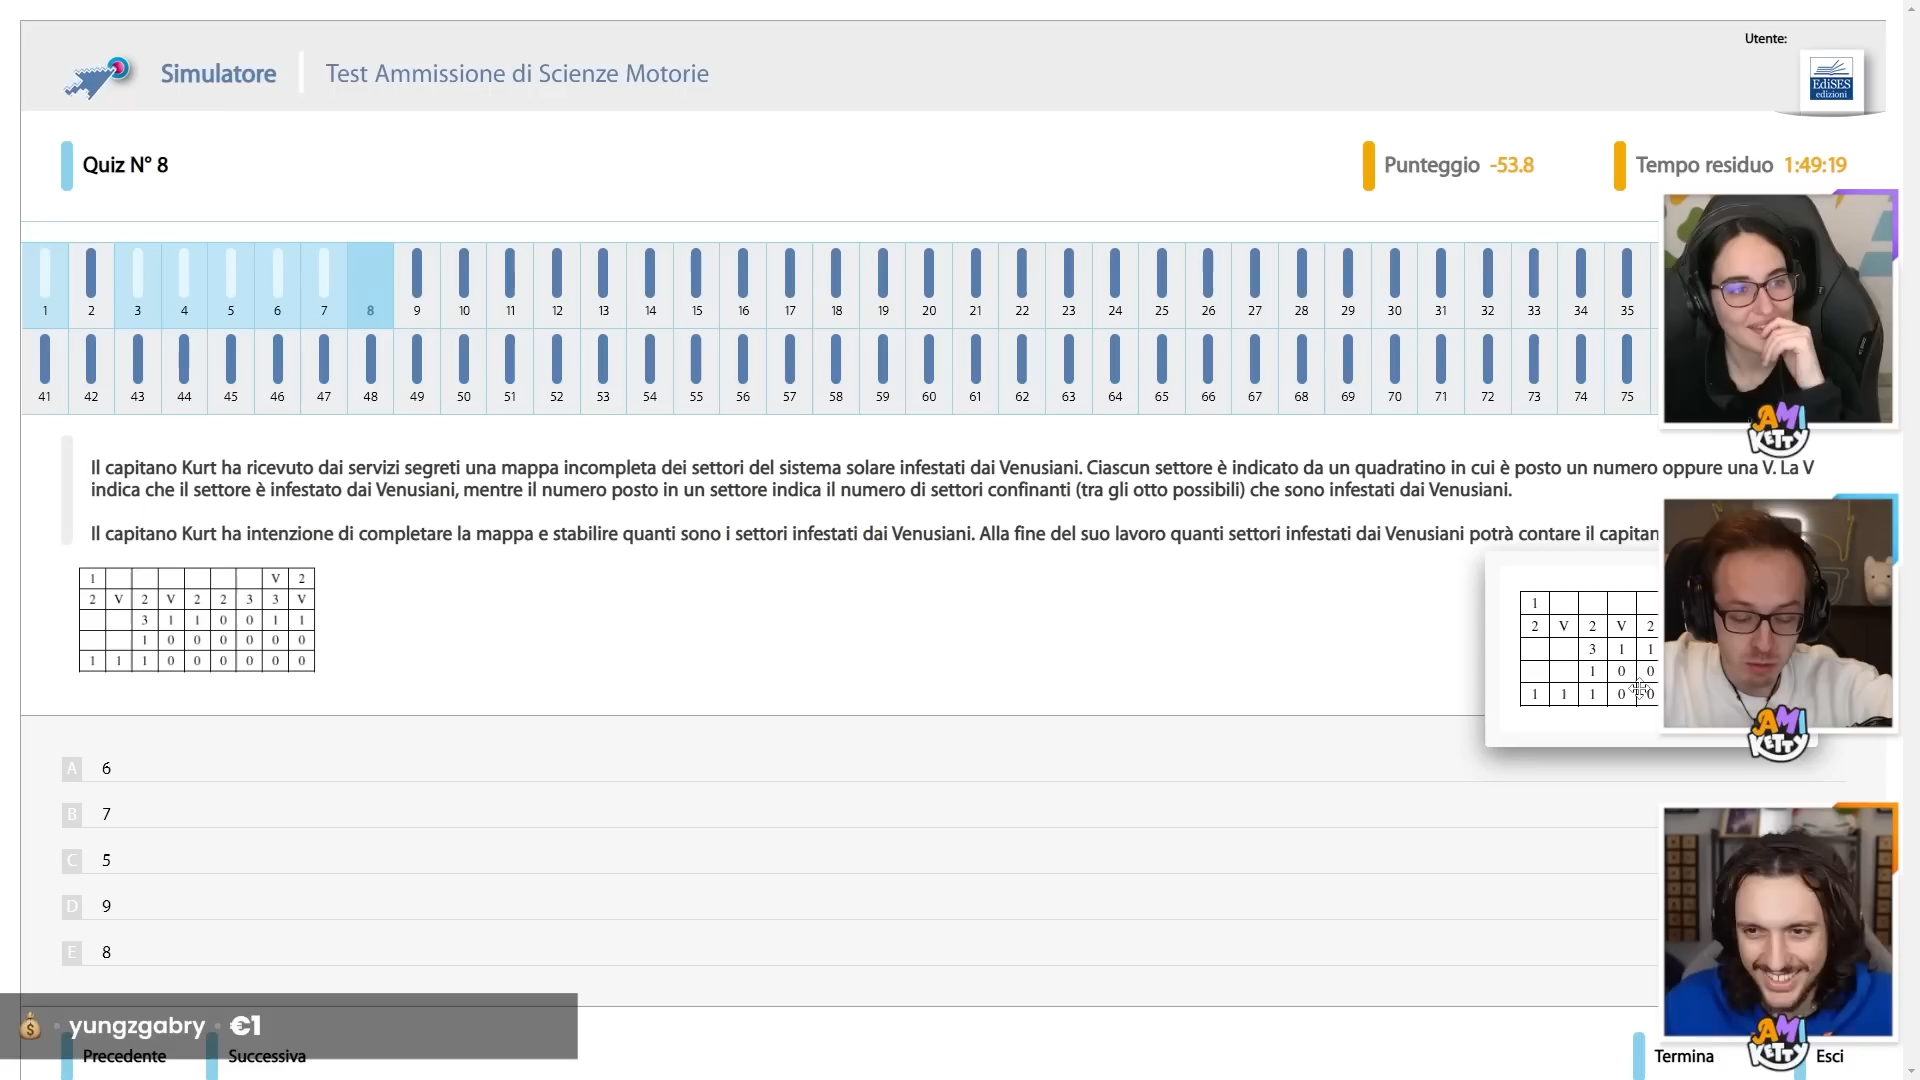 Utente:
Simulatore
Test Ammissione di Scienze Motorie
EdiSES
edizioni
Quiz N° 8
Punteggio -53.8
Tempo residuo 1:49:19
1 2 3 4 5 6 7 8 9 10 11 12 13 14 15 16 17 18 19 20 21 22 23 24 25 26 27 28 29 30 31 32 33 34 35
41 42 43 44 45 46 47 48 49 50 51 52 53 54 55 56 57 58 59 60 61 62 63 64 65 66 67 68 69 70 71 72 73 74 75
Il capitano Kurt ha ricevuto dai servizi segreti una mappa incompleta dei settori del sistema solare infestati dai Venusiani. Ciascun settore è indicato da un quadratino in cui è posto un numero oppure una V. La V
indica che il settore è infestato dai Venusiani, mentre il numero posto in un settore indica il numero di settori confinanti (tra gli otto possibili) che sono infestati dai Venusiani.
Il capitano Kurt ha intenzione di completare la mappa e stabilire quanti sono i settori infestati dai Venusiani. Alla fine del suo lavoro quanti settori infestati dai Venusiani potrà contare il capitan
1 V 2
2 V 2 V 2 2 3 3 V
3 1 1 0 0 1 1
1 0 0 0 0 0 0
1 1 1 0 0 0 0 0 0
1
2 V 2 V 2
3 1 1
1 0 0
1 1 1 0 0
A 6
B 7
C 5
D 9
E 8
yungzgabry · €1
Precedente
Successiva
Termina
Esci
AMI
KETTY
AMI
KETTY
AMI
KETTY